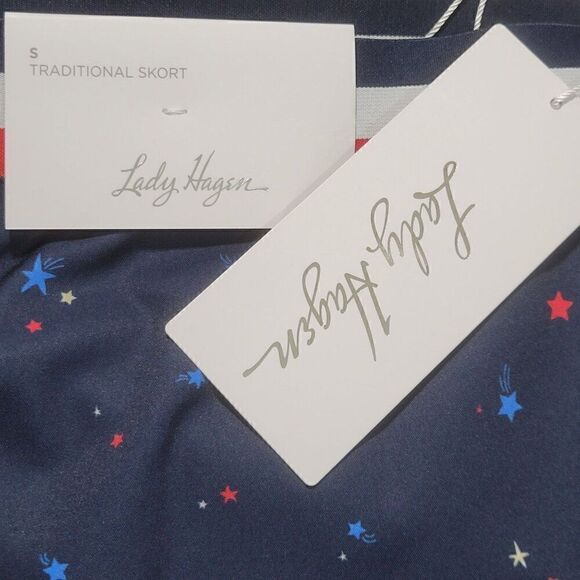 S
TRADITIONAL SKORT
Lady Hagen
Lady Hagen